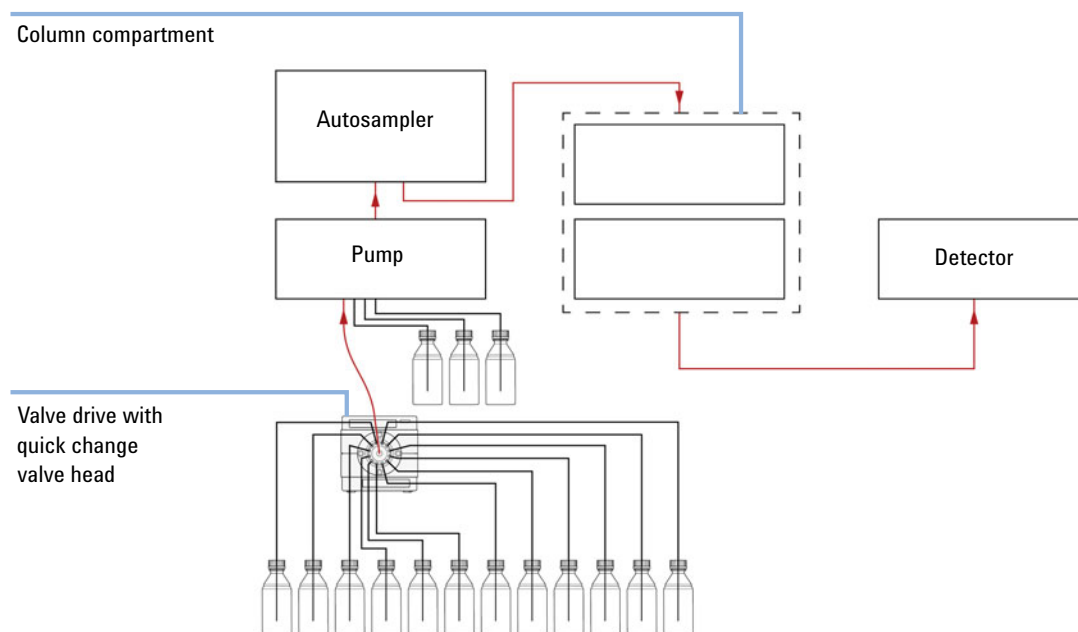 Column compartment
Autosampler
Pump
Detector
Valve drive with
quick change
valve head